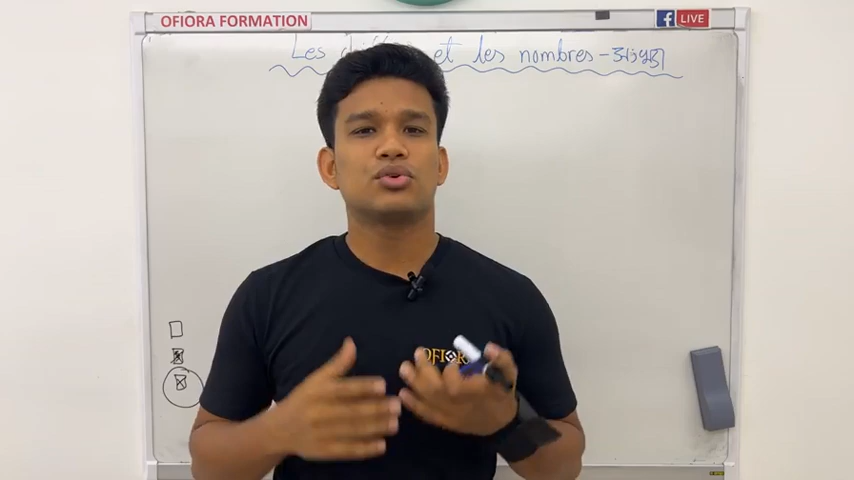 OFIORA FORMATION
LIVE
Les et les nombres - সংখ্যা